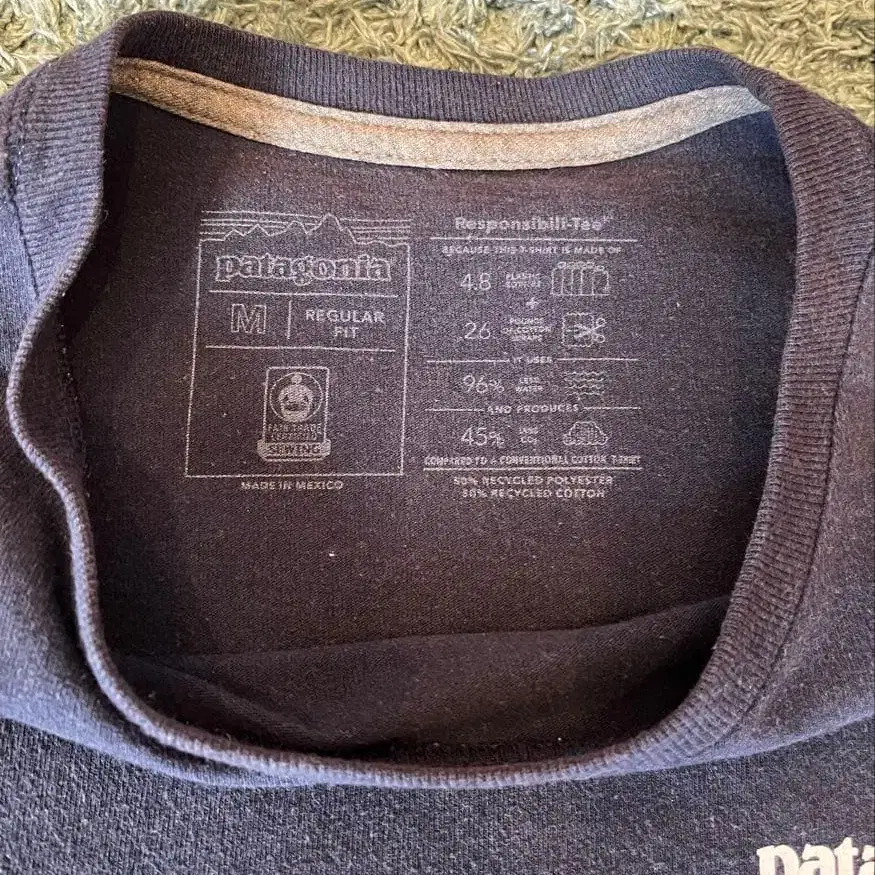 patagonia
M
REGULAR
FIT
FAIR TRADE
CERTIFIED
SEWING
MADE IN MEXICO
Responsibili-Tee
BECAUSE THIS T-SHIRT IS MADE OF
4.8 PLASTIC
BOTTLES
+
.26 POUNDS
OF COTTON
SCRAPS
IT USES
96% LESS
WATER
AND PRODUCES
45% LESS
CO2
COMPARED TO A CONVENTIONAL COTTON T-SHIRT
50% RECYCLED POLYESTER
50% RECYCLED COTTON
pata